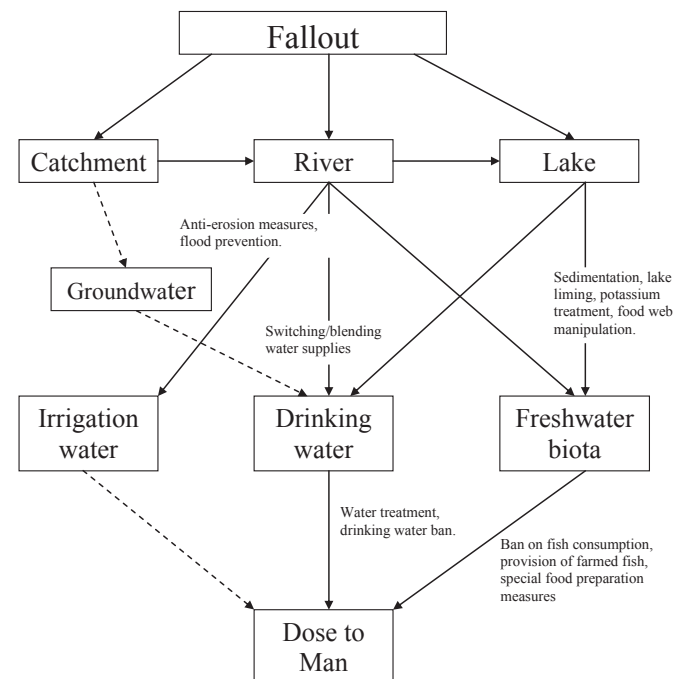 Fallout
Catchment
River
Lake
Anti-erosion measures,
flood prevention.
Groundwater
Sedimentation, lake
liming, potassium
treatment, food web
manipulation.
Switching/blending
water supplies
Irrigation
water
Drinking
water
Freshwater
biota
Water treatment,
drinking water ban.
Ban on fish consumption,
provision of farmed fish,
special food preparation
measures
Dose to
Man